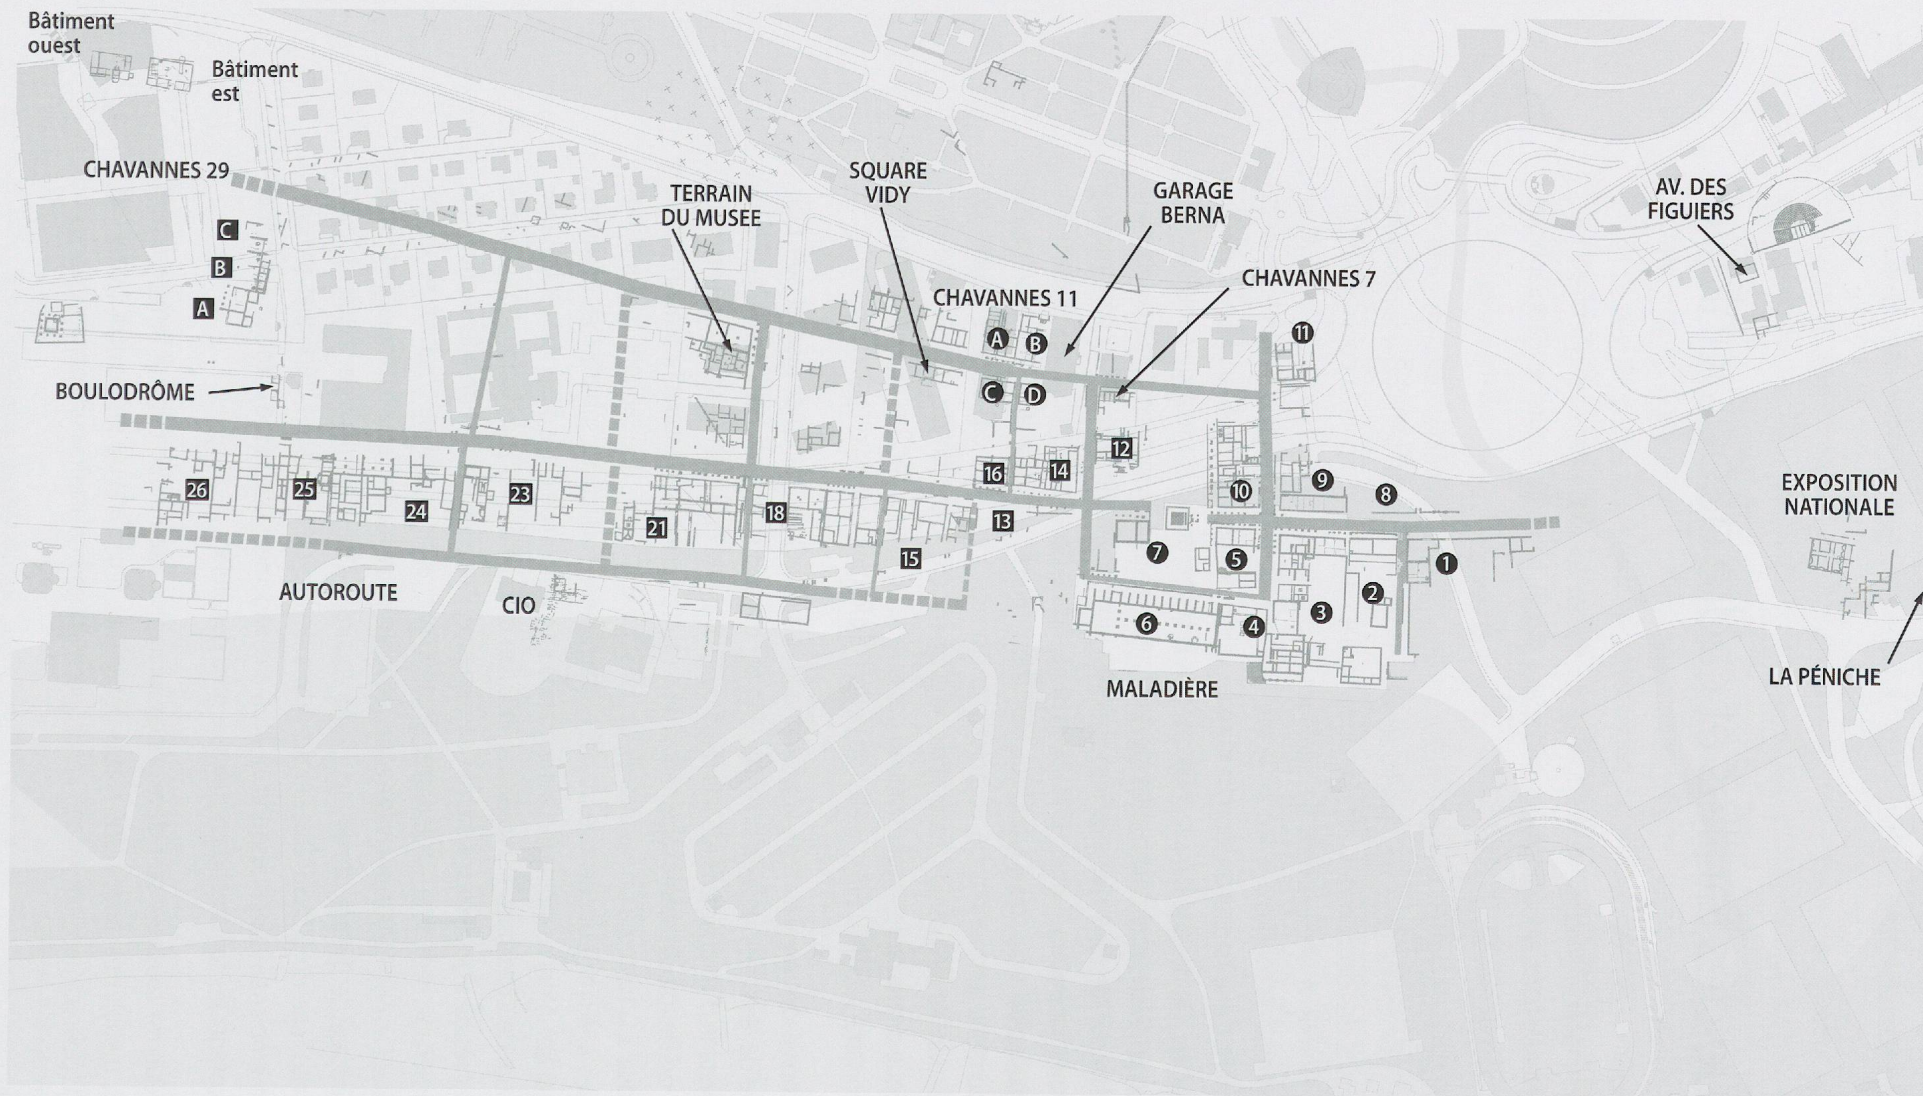 Bâtiment
ouest
Bâtiment
est
CHAVANNES 29
C
B
A
BOULODRÔME
TERRAIN
DU MUSEE
SQUARE
VIDY
GARAGE
BERNA
CHAVANNES 11
CHAVANNES 7
A
B
C
D
11
AV. DES
FIGUIERS
26
25
24
23
21
18
16
14
12
13
15
10
9
8
7
5
1
2
3
6
4
AUTOROUTE
CIO
MALADIÈRE
EXPOSITION
NATIONALE
LA PÉNICHE